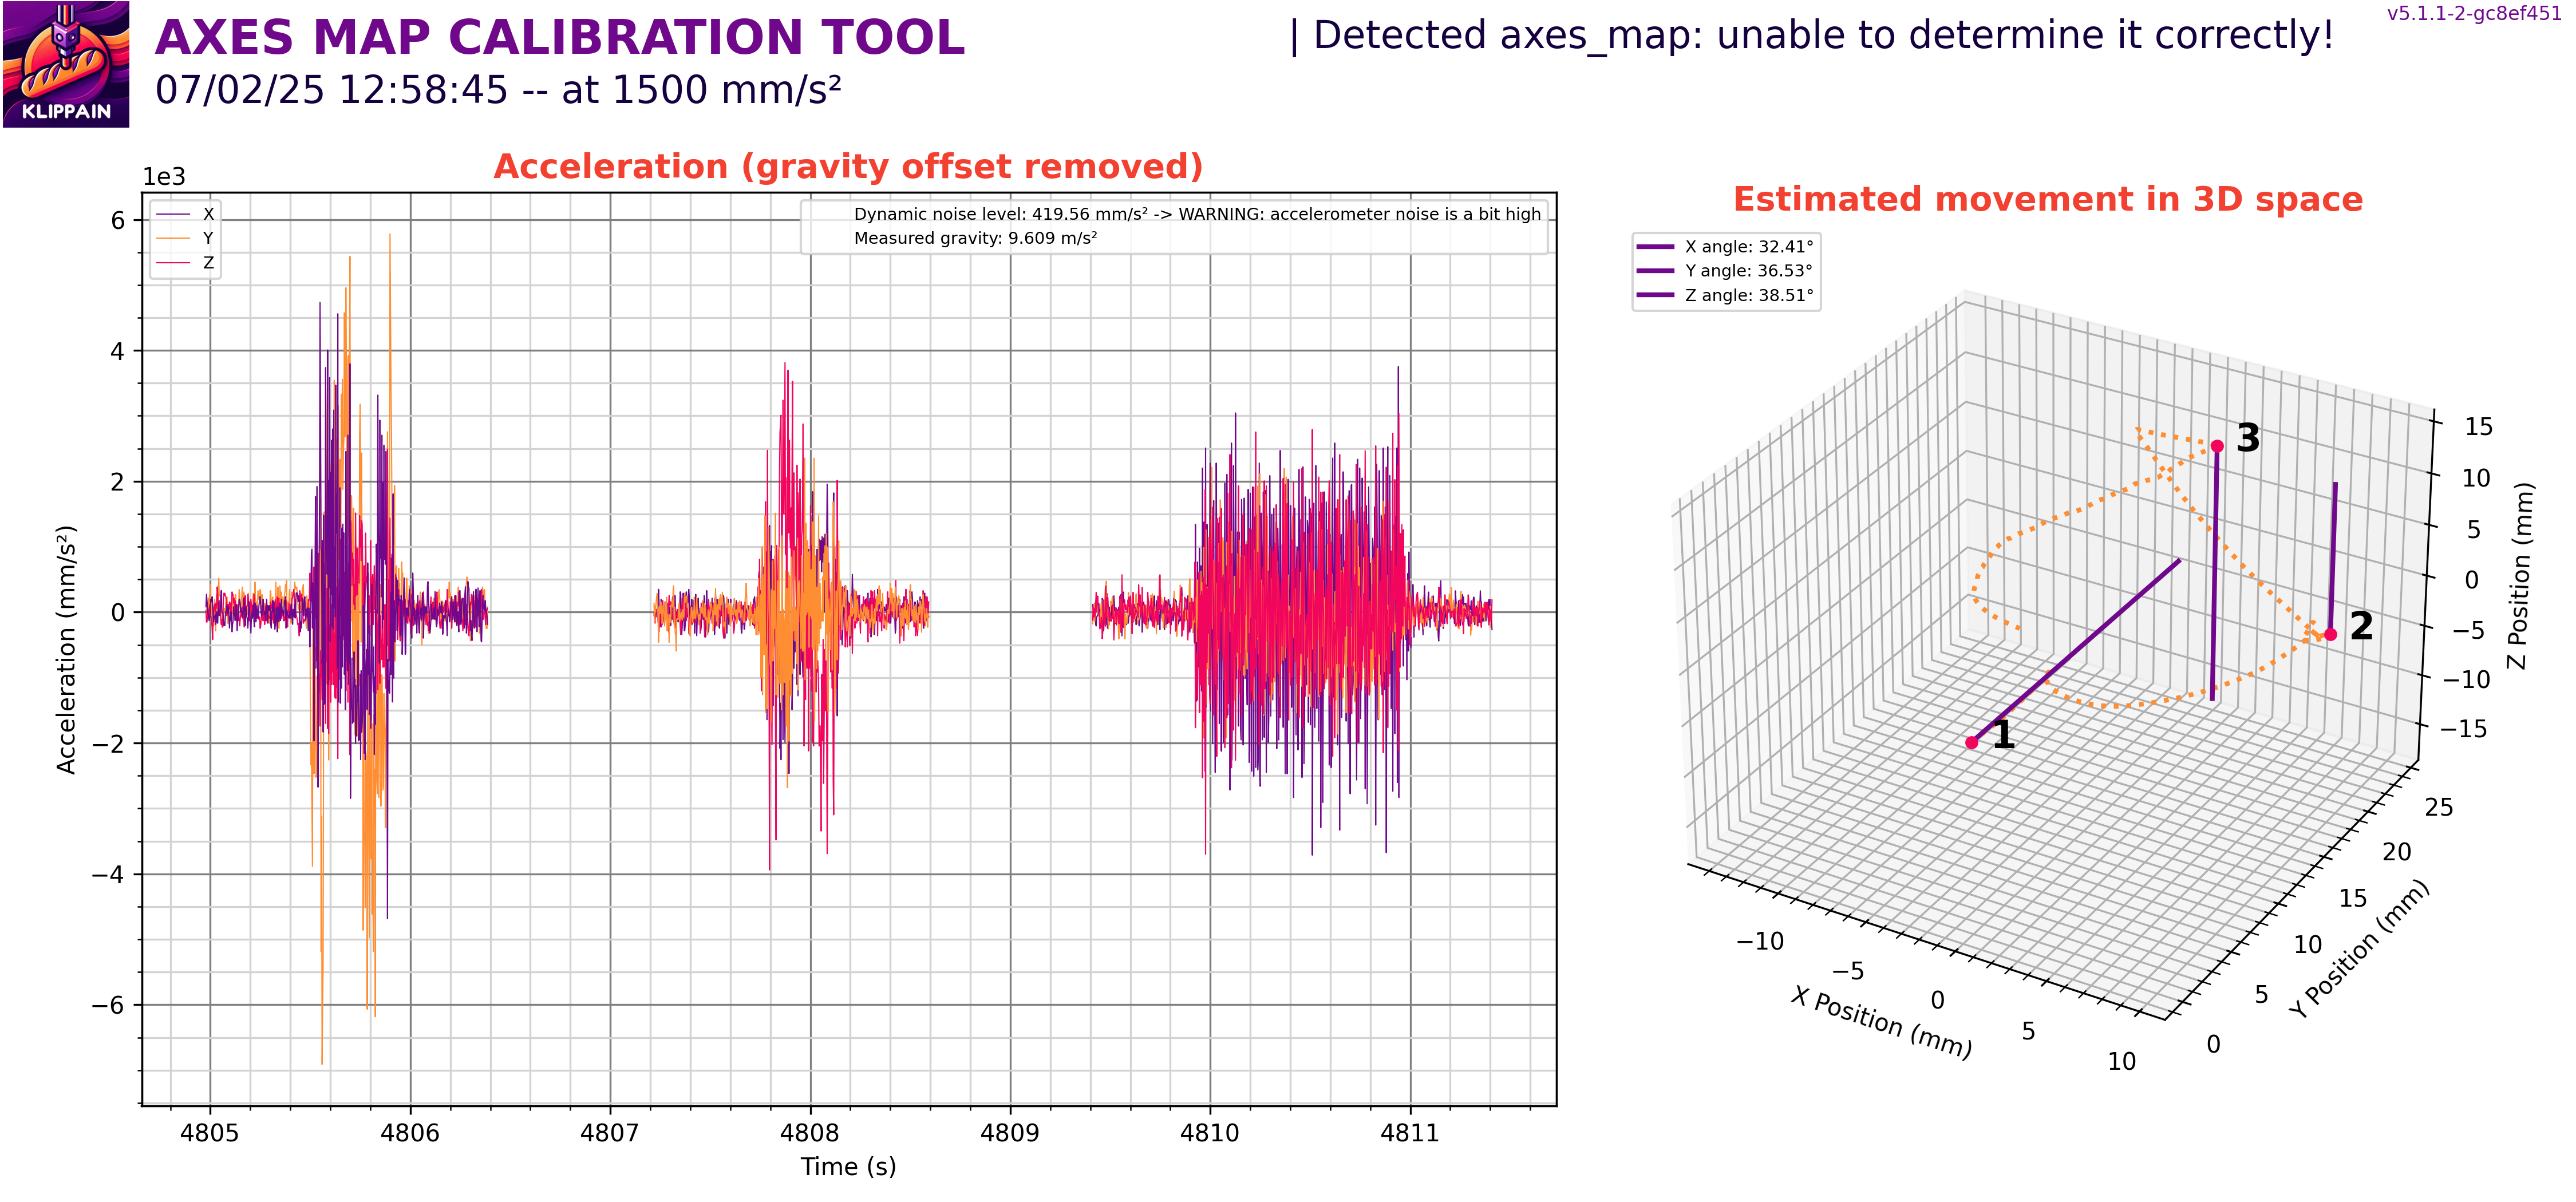 KLIPPAIN
AXES MAP CALIBRATION TOOL
07/02/25 12:58:45 -- at 1500 mm/s²
| Detected axes_map: unable to determine it correctly!
v5.1.1-2-gc8ef451
Acceleration (gravity offset removed)
1e3
X
Y
Z
Dynamic noise level: 419.56 mm/s² -> WARNING: accelerometer noise is a bit high
Measured gravity: 9.609 m/s²
6
4
2
0
−2
−4
−6
Acceleration (mm/s²)
4805
4806
4807
4808
4809
4810
4811
Time (s)
Estimated movement in 3D space
X angle: 32.41°
Y angle: 36.53°
Z angle: 38.51°
1
2
3
15
10
5
0
−5
−10
−15
Z Position (mm)
25
20
15
10
5
0
Y Position (mm)
−10
−5
0
5
10
X Position (mm)